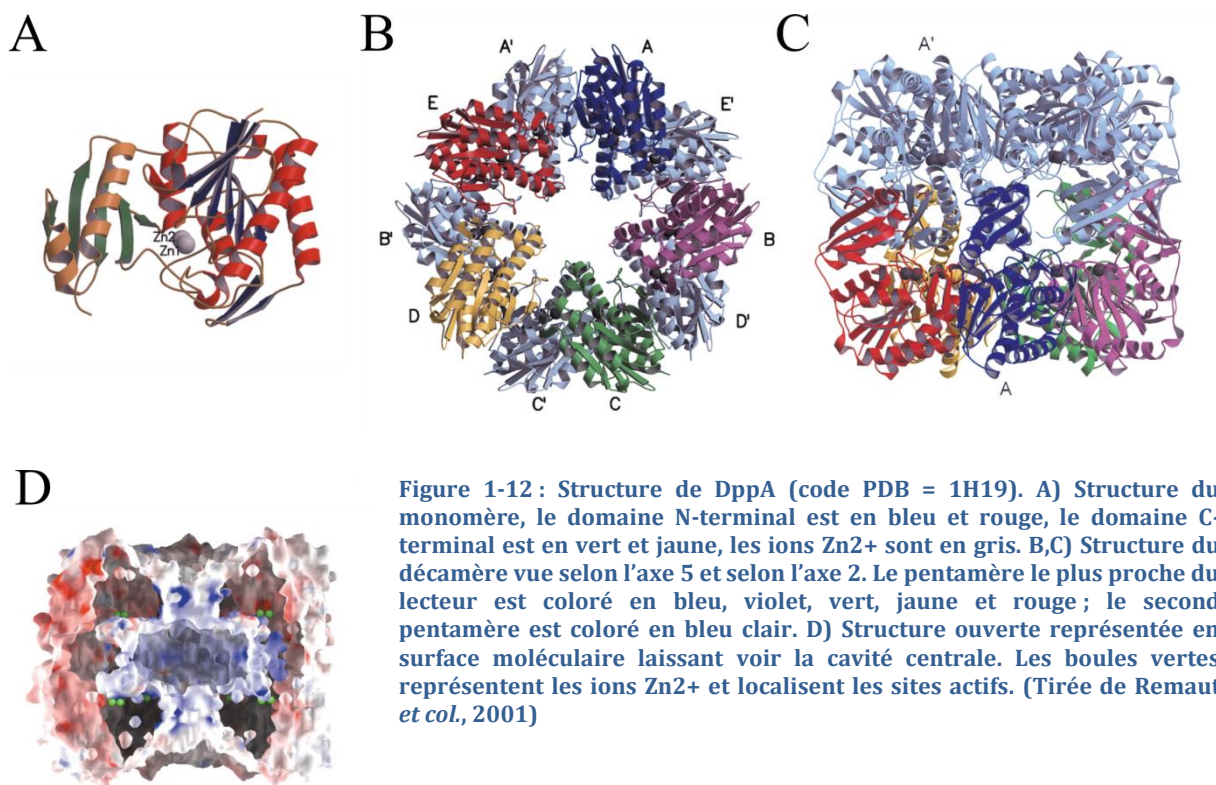 A
B
C
A'
A
E
E'
B'
B
D
D'
C'
C
A'
A
Zn2
Zn1
D
Figure 1-12 : Structure de DppA (code PDB = 1H19). A) Structure du
monomère, le domaine N-terminal est en bleu et rouge, le domaine C-
terminal est en vert et jaune, les ions Zn2+ sont en gris. B,C) Structure du
décamère vue selon l'axe 5 et selon l'axe 2. Le pentamère le plus proche du
lecteur est coloré en bleu, violet, vert, jaune et rouge ; le second
pentamère est coloré en bleu clair. D) Structure ouverte représentée en
surface moléculaire laissant voir la cavité centrale. Les boules vertes
représentent les ions Zn2+ et localisent les sites actifs. (Tirée de Remaut
et col., 2001)